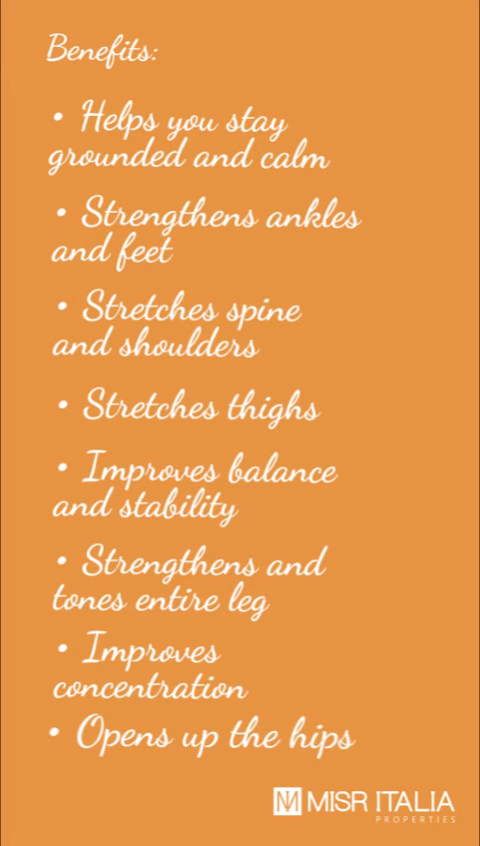 Benefits:
• Helps you stay
grounded and calm
• Strengthens ankles
and feet
• Stretches spine
and shoulders
• Stretches thighs
• Improves balance
and stability
• Strengthens and
tones entire leg
• Improves
concentration
• Opens up the hips
MISR ITALIA
PROPERTIES